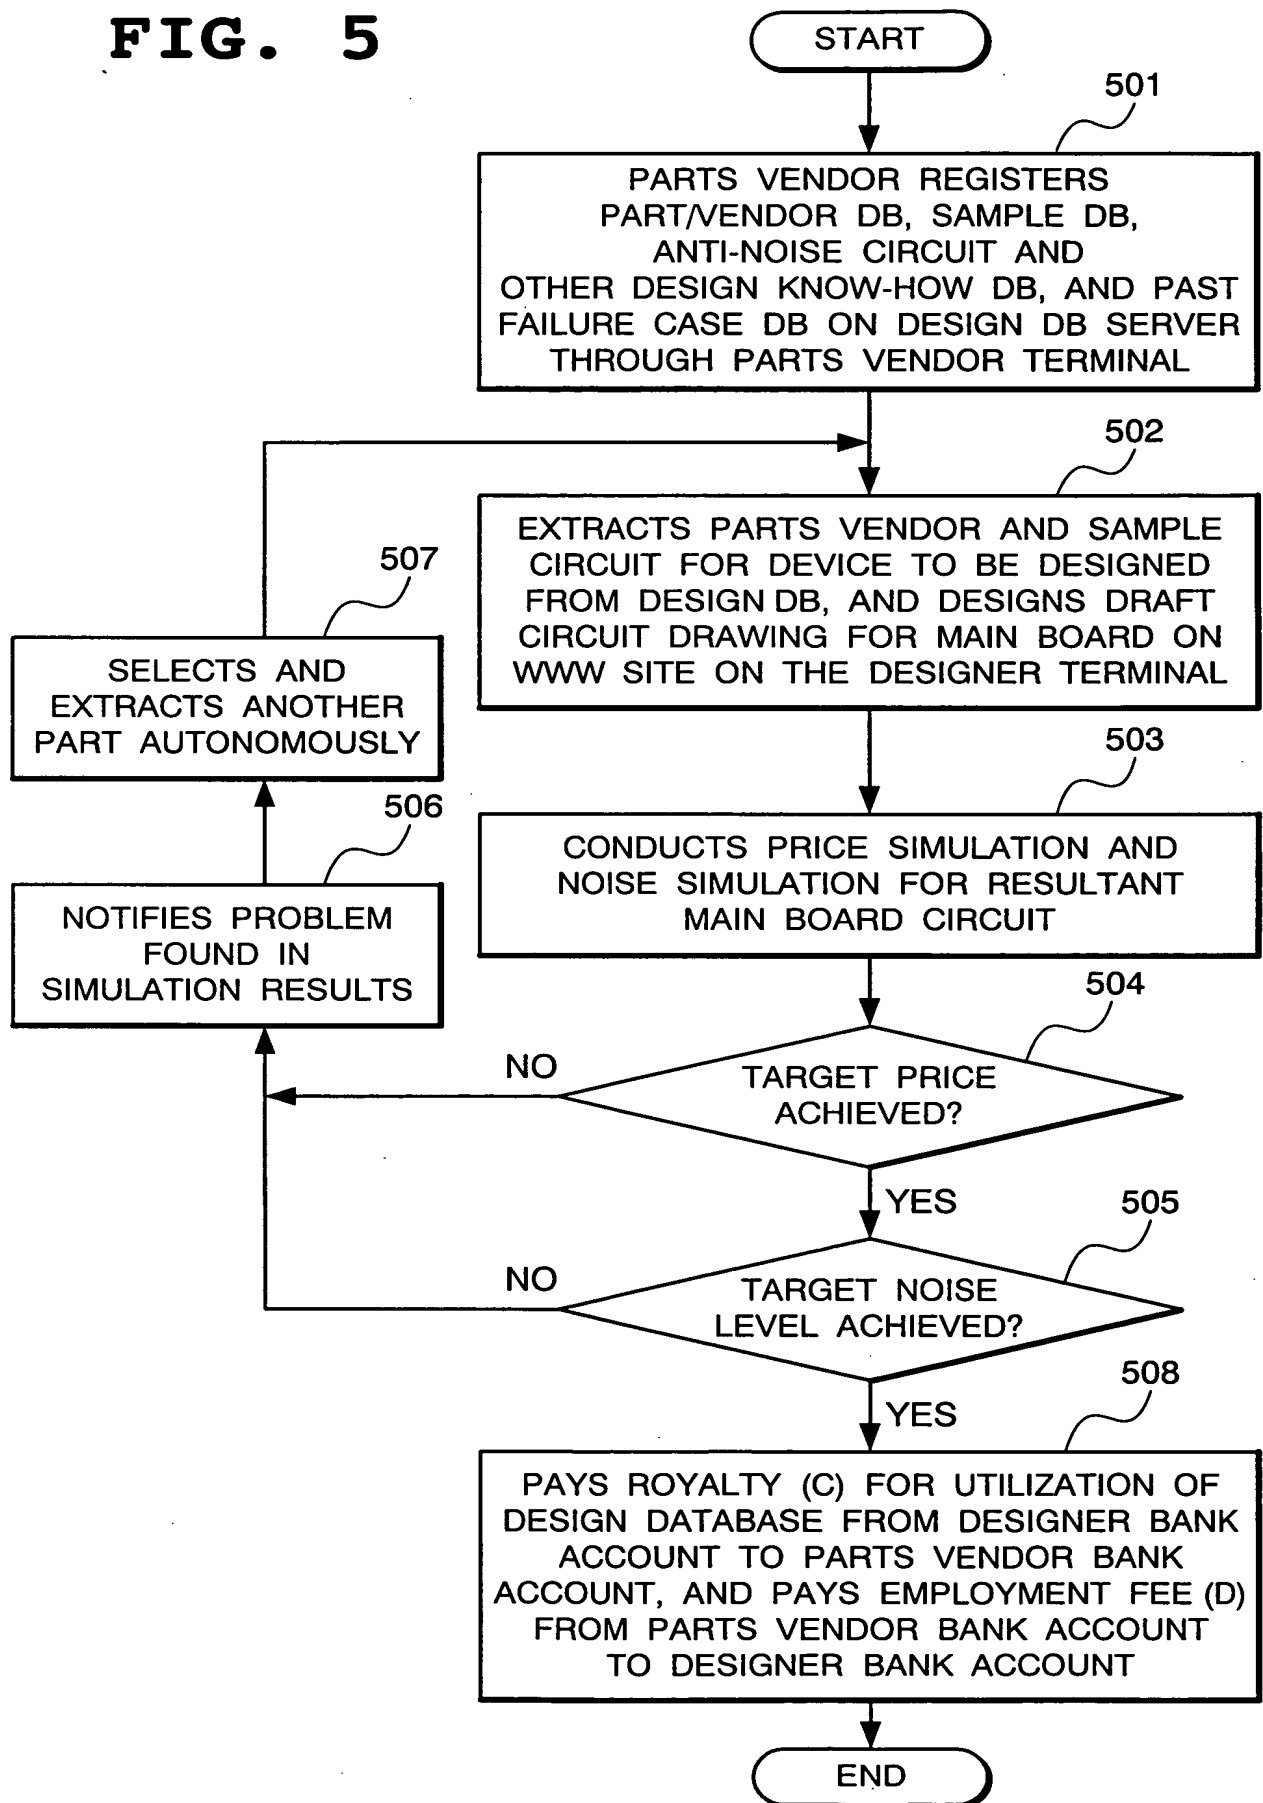 FIG. 5
START
501
PARTS VENDOR REGISTERS
PART/VENDOR DB, SAMPLE DB,
ANTI-NOISE CIRCUIT AND
OTHER DESIGN KNOW-HOW DB, AND PAST
FAILURE CASE DB ON DESIGN DB SERVER
THROUGH PARTS VENDOR TERMINAL
502
EXTRACTS PARTS VENDOR AND SAMPLE
CIRCUIT FOR DEVICE TO BE DESIGNED
FROM DESIGN DB, AND DESIGNS DRAFT
CIRCUIT DRAWING FOR MAIN BOARD ON
WWW SITE ON THE DESIGNER TERMINAL
507
SELECTS AND
EXTRACTS ANOTHER
PART AUTONOMOUSLY
503
CONDUCTS PRICE SIMULATION AND
NOISE SIMULATION FOR RESULTANT
MAIN BOARD CIRCUIT
506
NOTIFIES PROBLEM
FOUND IN
SIMULATION RESULTS
504
TARGET PRICE
ACHIEVED?
NO
YES
505
TARGET NOISE
LEVEL ACHIEVED?
NO
YES
508
PAYS ROYALTY (C) FOR UTILIZATION OF
DESIGN DATABASE FROM DESIGNER BANK
ACCOUNT TO PARTS VENDOR BANK
ACCOUNT, AND PAYS EMPLOYMENT FEE (D)
FROM PARTS VENDOR BANK ACCOUNT
TO DESIGNER BANK ACCOUNT
END